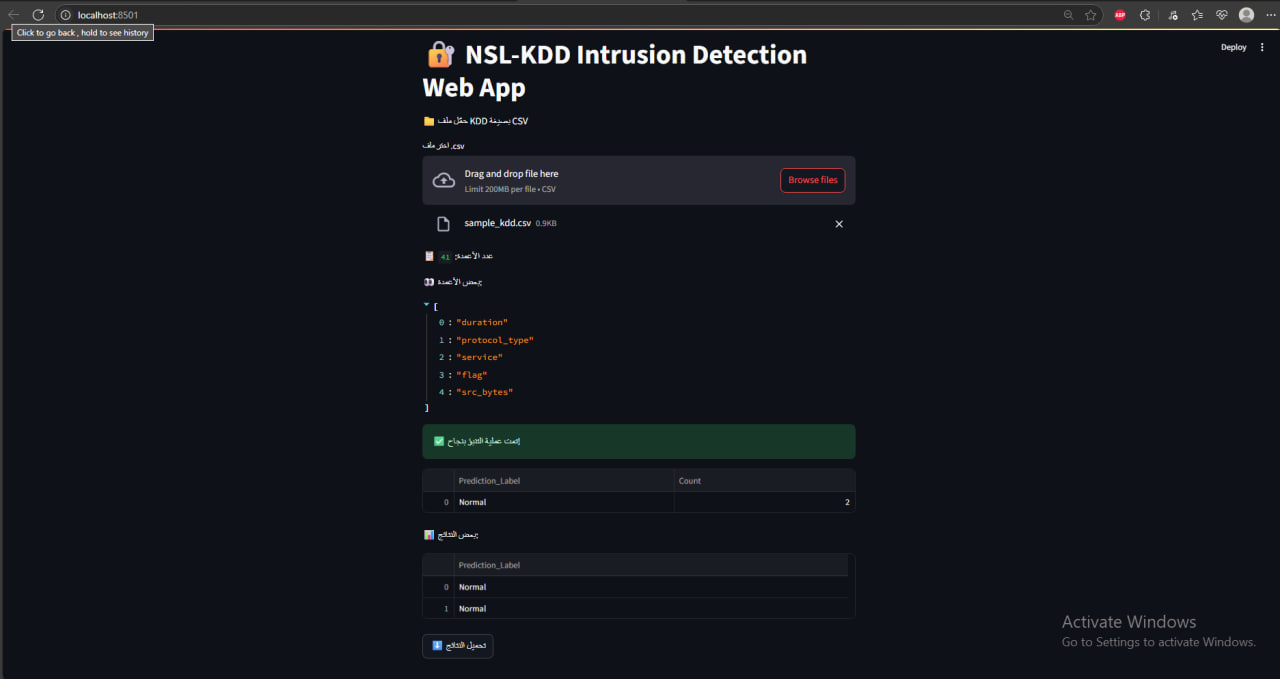 localhost:8501
Click to go back, hold to see history
Deploy
NSL-KDD Intrusion Detection
Web App
حمّل ملف KDD بصيغة CSV
اختر ملف .csv
Drag and drop file here
Limit 200MB per file • CSV
Browse files
sample_kdd.csv 0.9KB
عدد الأعمدة: 41
بعض الأعمدة:
[
0 : "duration"
1 : "protocol_type"
2 : "service"
3 : "flag"
4 : "src_bytes"
]
تمت عملية التنبؤ بنجاح!
Prediction_Label Count
0 Normal 2
بعض النتائج:
Prediction_Label
0 Normal
1 Normal
تحميل النتائج
Activate Windows
Go to Settings to activate Windows.